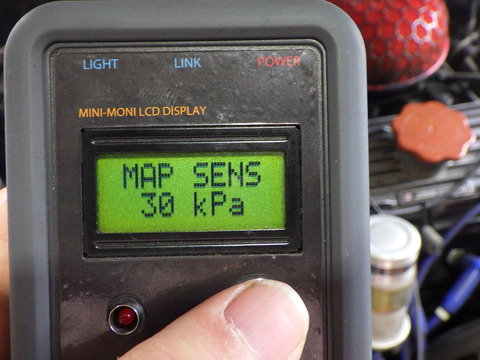 LIGHT LINK POWER
MINI-MONI LCD DISPLAY
MAP SENS
30 kPa